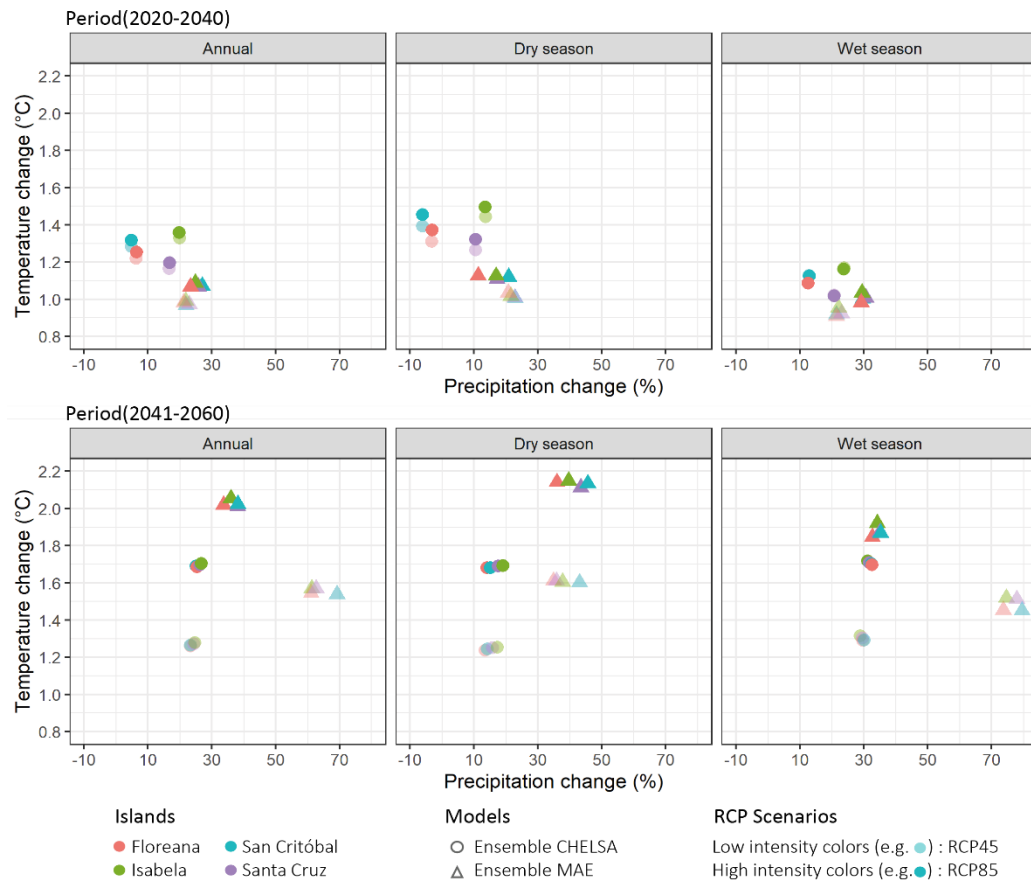 Period(2020-2040)
Annual
Dry season
Wet season
Temperature change (°C)
2.2
2.0
1.8
1.6
1.4
1.2
1.0
0.8
-10 10 30 50 70 -10 10 30 50 70 -10 10 30 50 70
Precipitation change (%)
Period(2041-2060)
Annual
Dry season
Wet season
Temperature change (°C)
2.2
2.0
1.8
1.6
1.4
1.2
1.0
0.8
-10 10 30 50 70 -10 10 30 50 70 -10 10 30 50 70
Precipitation change (%)
Islands
Floreana
San Critóbal
Isabela
Santa Cruz
Models
Ensemble CHELSA
Ensemble MAE
RCP Scenarios
Low intensity colors (e.g. ) : RCP45
High intensity colors (e.g. ) : RCP85